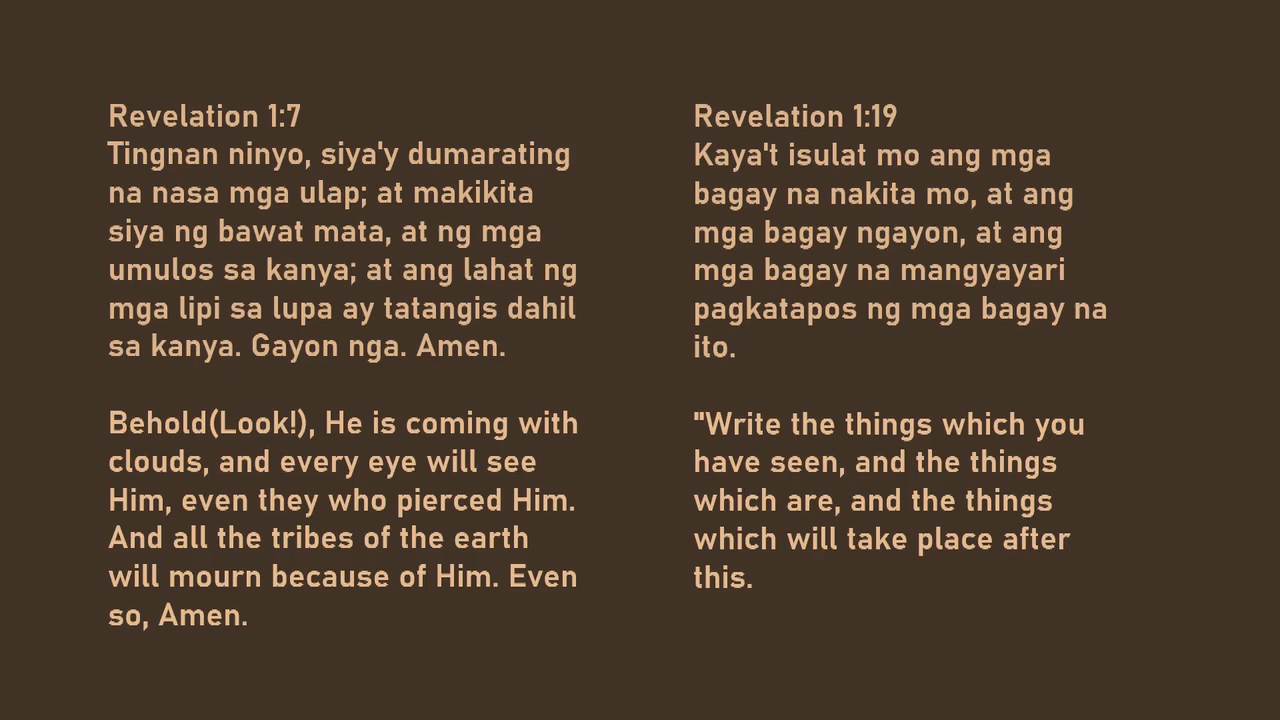 Revelation 1:7
Tingnan ninyo, siya'y dumarating
na nasa mga ulap; at makikita
siya ng bawat mata, at ng mga
umulos sa kanya; at ang lahat ng
mga lipi sa lupa ay tatangis dahil
sa kanya. Gayon nga. Amen.
Behold(Look!), He is coming with
clouds, and every eye will see
Him, even they who pierced Him.
And all the tribes of the earth
will mourn because of Him. Even
so, Amen.
Revelation 1:19
Kaya't isulat mo ang mga
bagay na nakita mo, at ang
mga bagay ngayon, at ang
mga bagay na mangyayari
pagkatapos ng mga bagay na
ito.
"Write the things which you
have seen, and the things
which are, and the things
which will take place after
this.